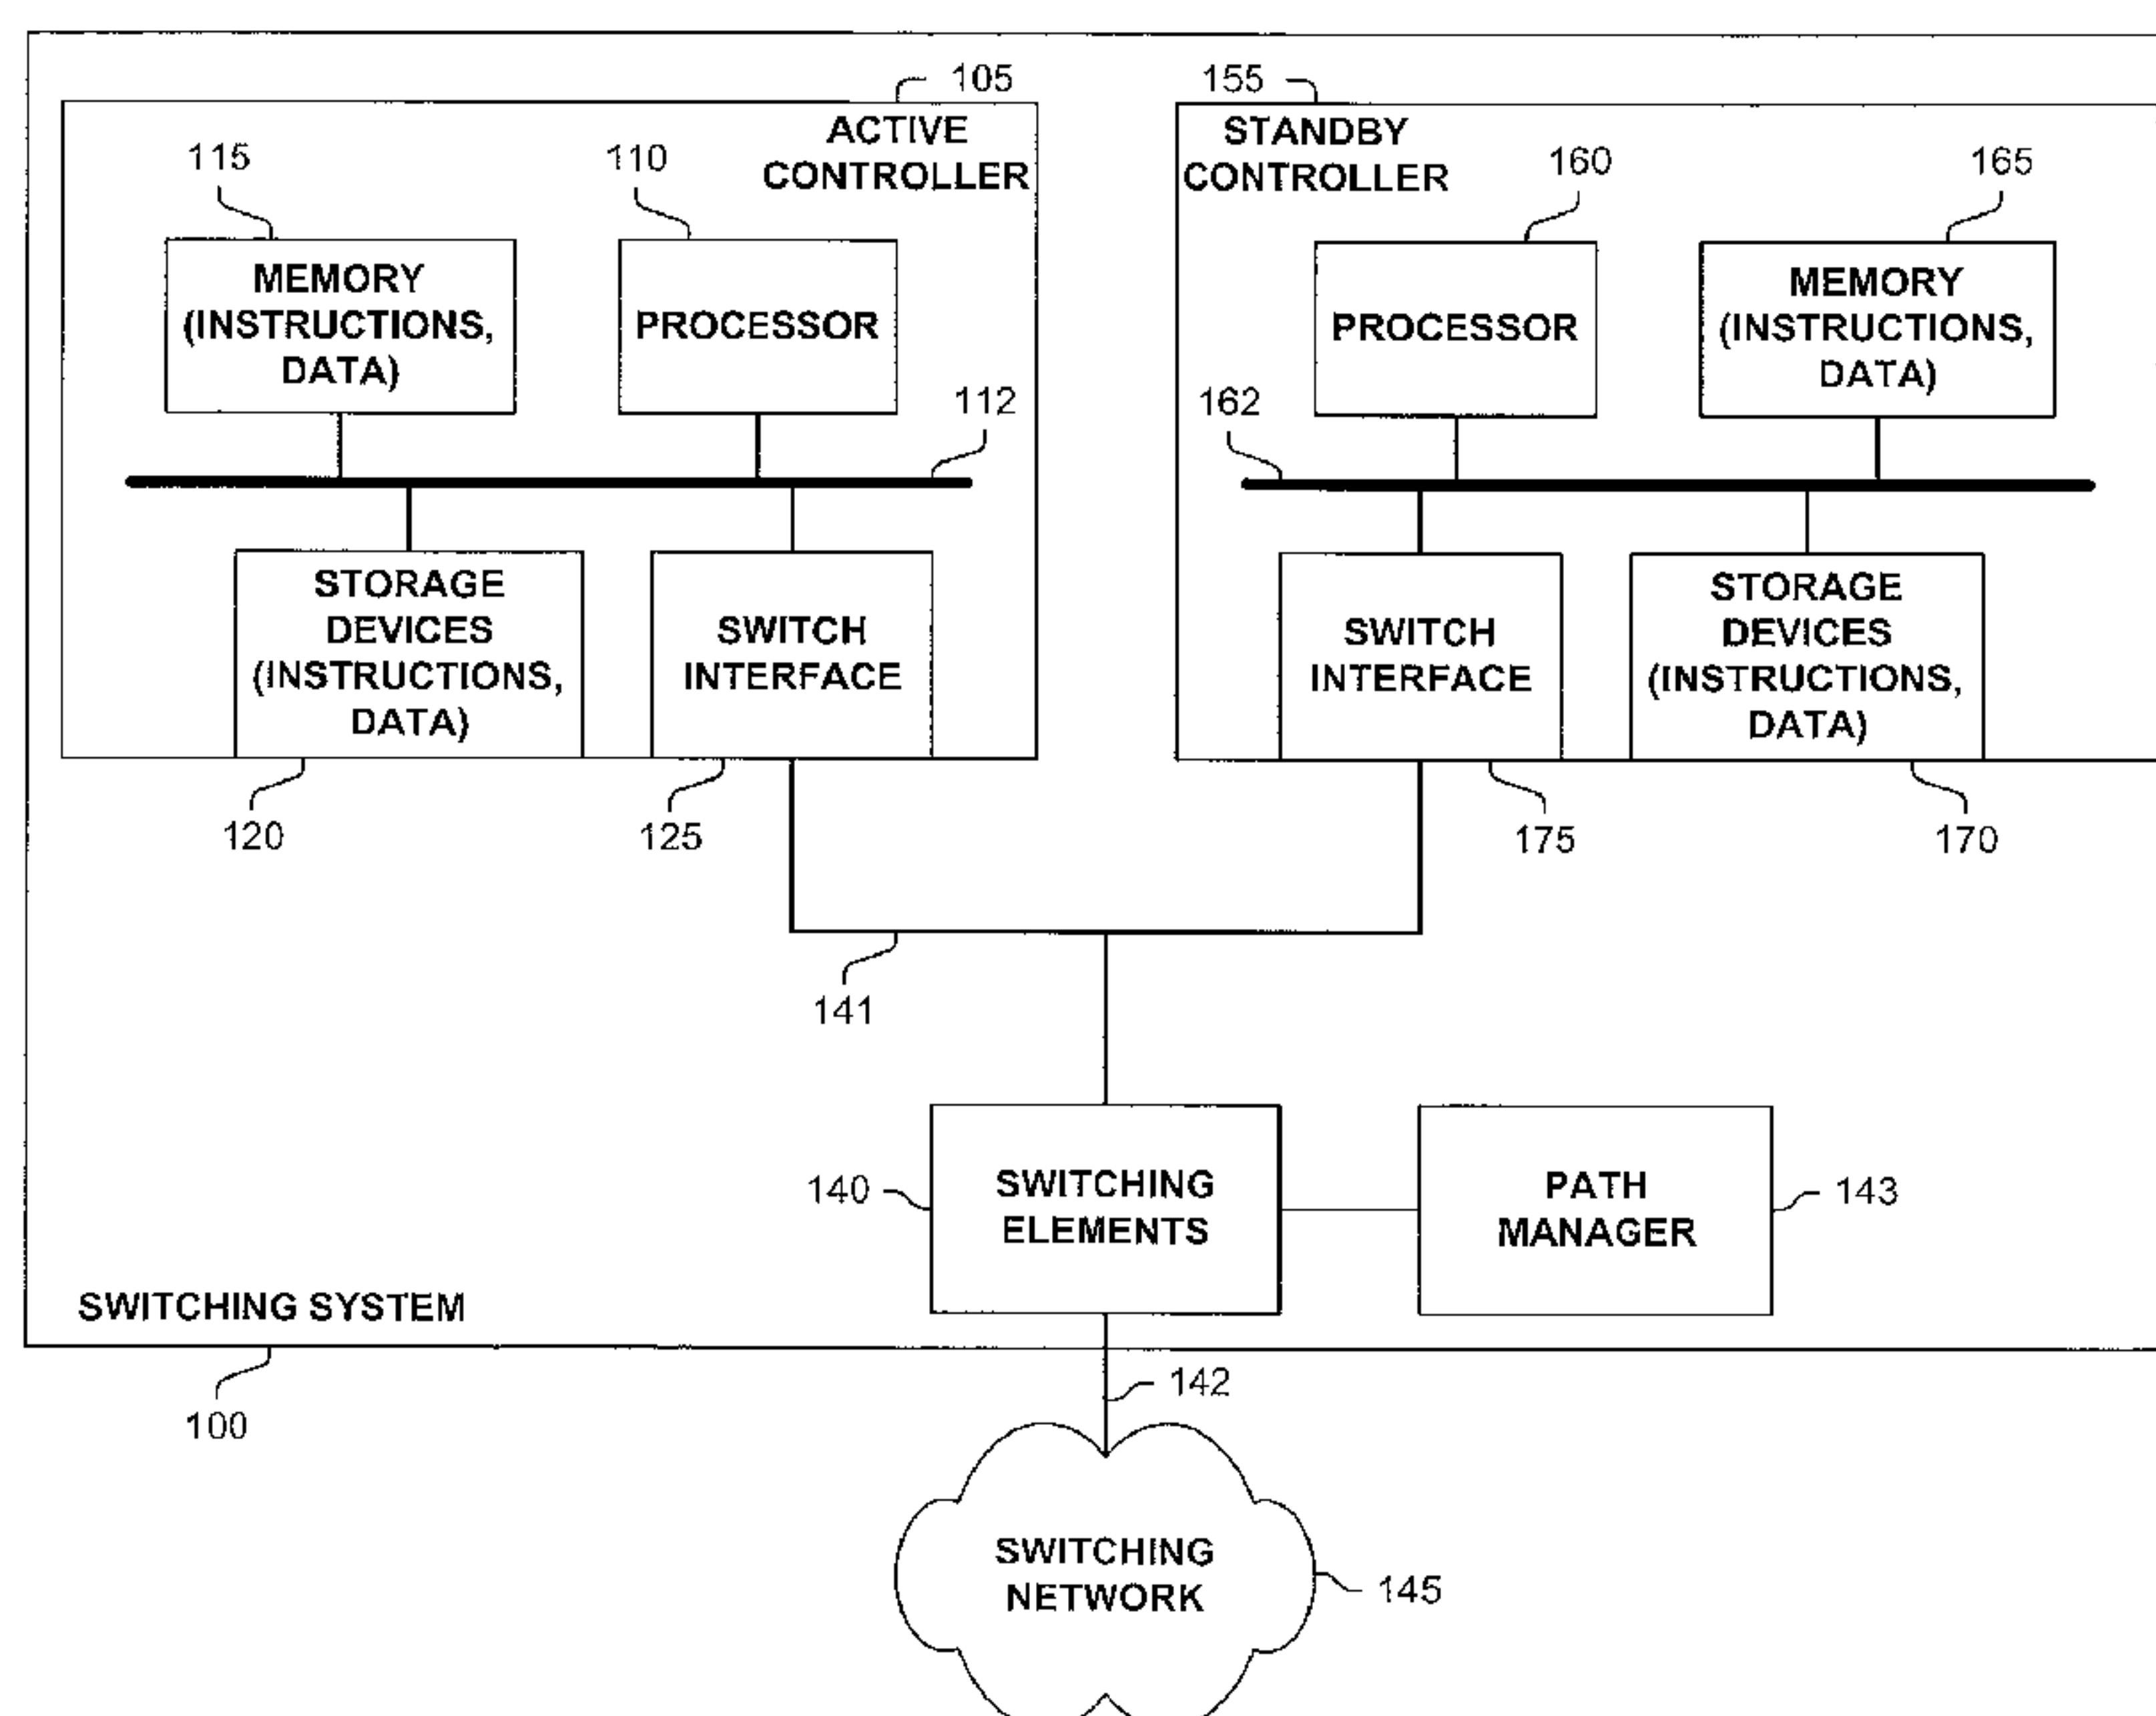 105
155
ACTIVE
CONTROLLER
STANDBY
CONTROLLER
115
110
160
165
MEMORY
(INSTRUCTIONS,
DATA)
PROCESSOR
PROCESSOR
MEMORY
(INSTRUCTIONS,
DATA)
112
162
STORAGE
DEVICES
(INSTRUCTIONS,
DATA)
SWITCH
INTERFACE
SWITCH
INTERFACE
STORAGE
DEVICES
(INSTRUCTIONS,
DATA)
120
125
175
170
141
140
SWITCHING
ELEMENTS
PATH
MANAGER
143
SWITCHING SYSTEM
100
142
SWITCHING
NETWORK
145